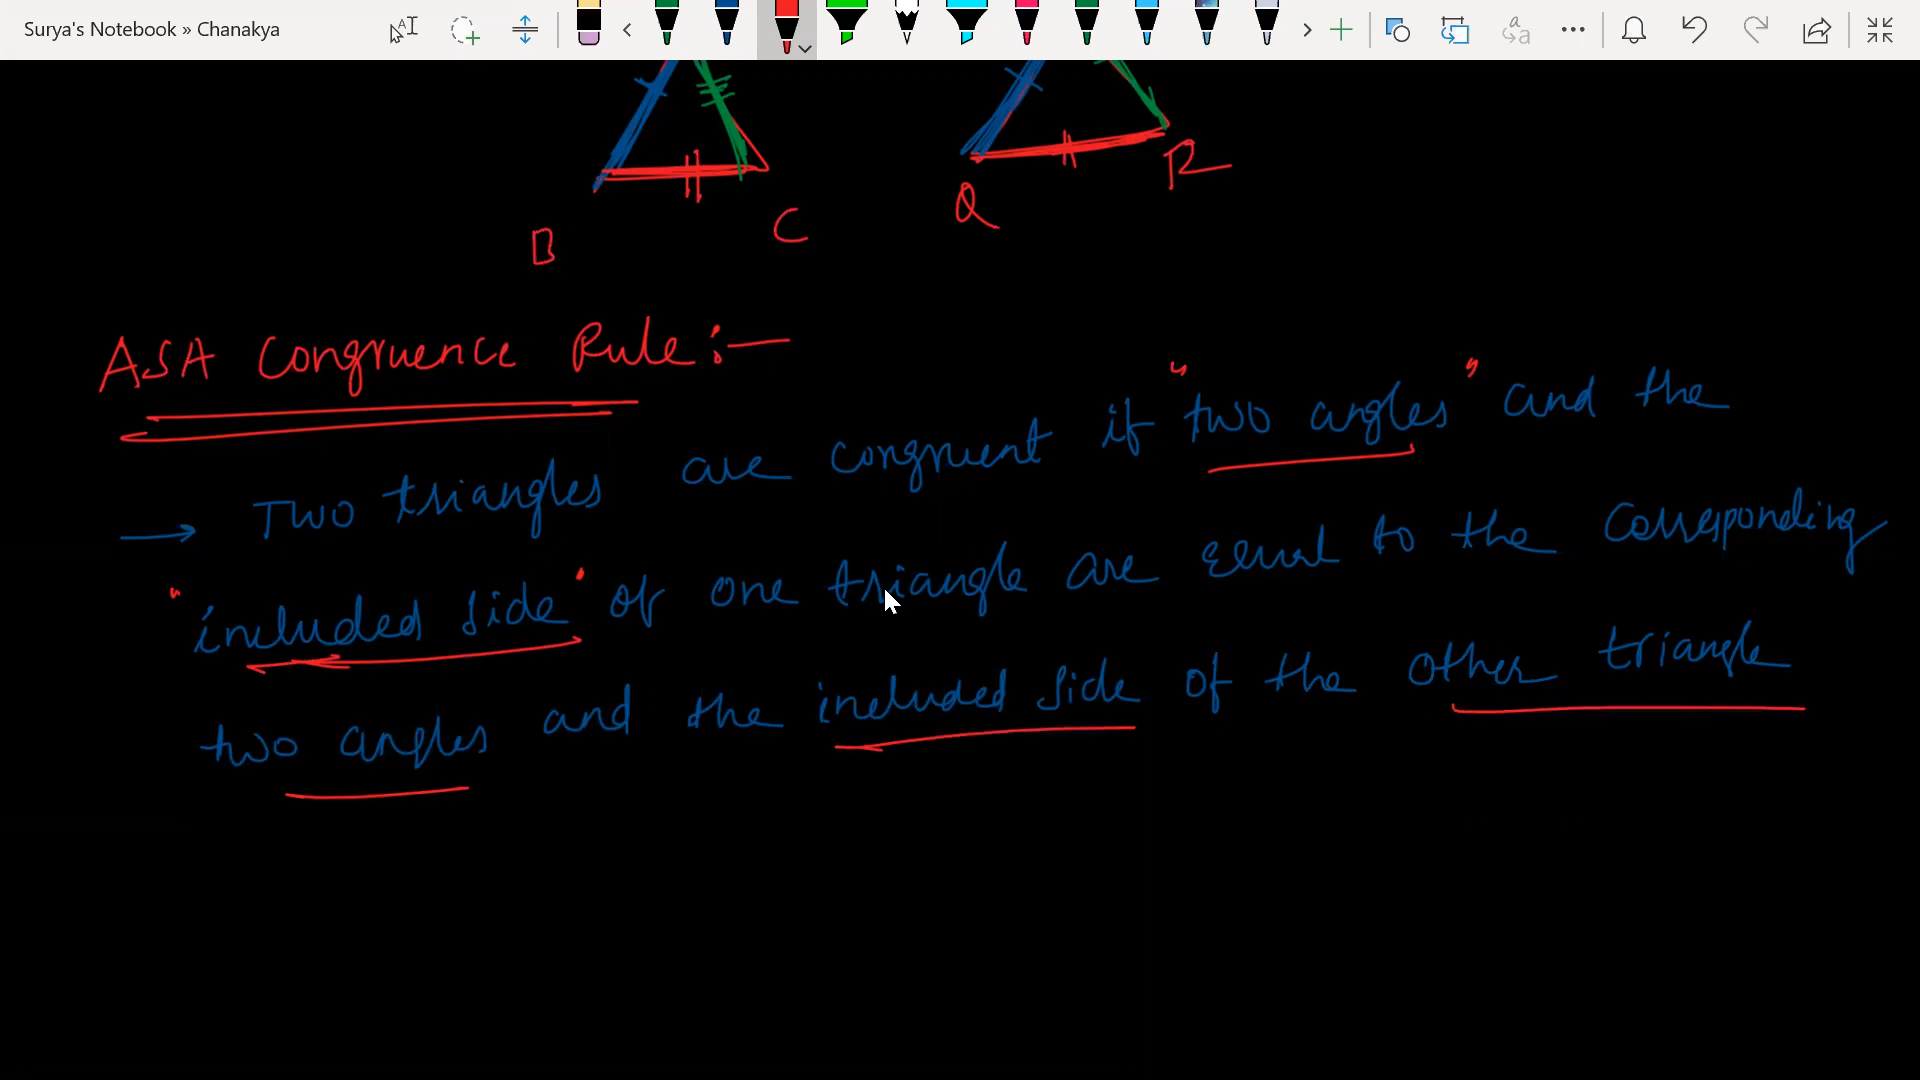 Surya's Notebook » Chanakya
R
Q
C
B
ASA Congruence Rule:—
→ Two triangles are congruent if "two angles" and the
"included side" of one triangle are equal to the corresponding
two angles and the included side of the other triangle